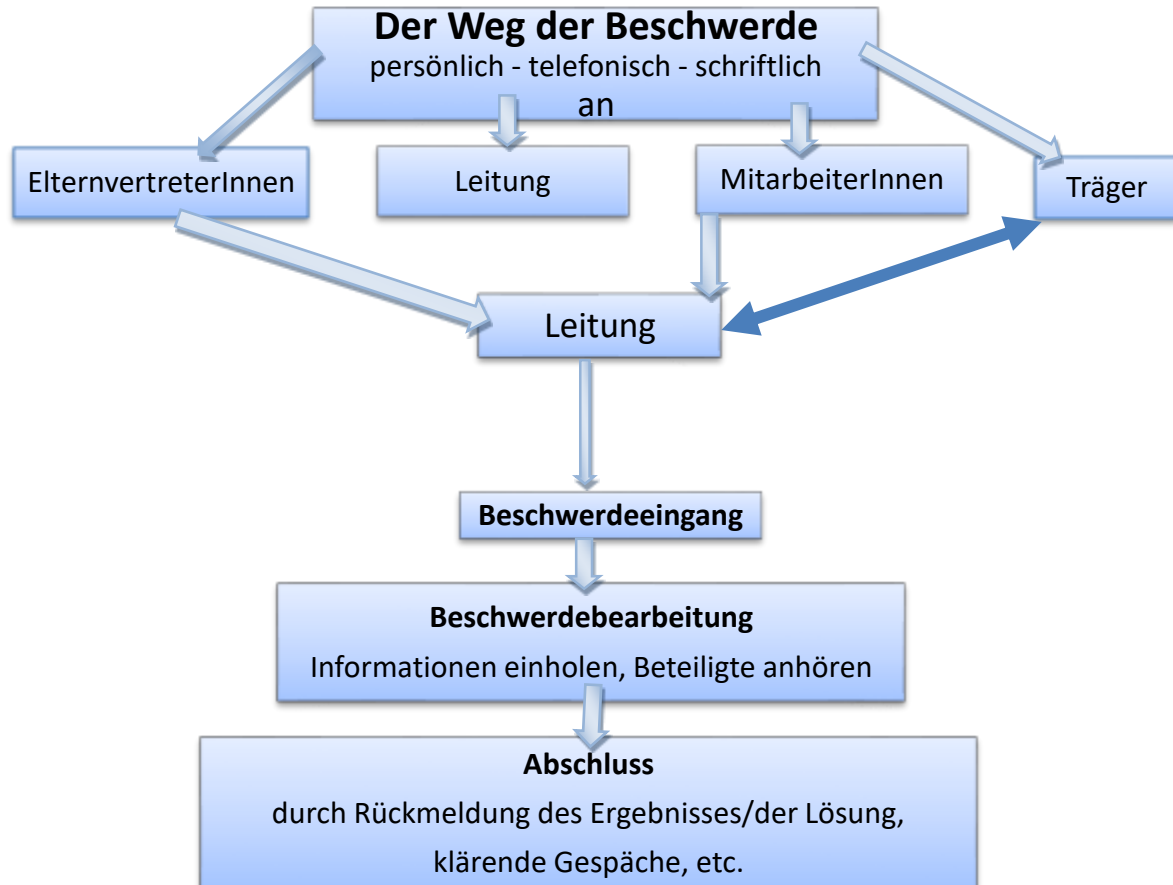 Der Weg der Beschwerde
persönlich - telefonisch - schriftlich
an
ElternvertreterInnen
Leitung
MitarbeiterInnen
Träger
Leitung
Beschwerdeeingang
Beschwerdebearbeitung
Informationen einholen, Beteiligte anhören
Abschluss
durch Rückmeldung des Ergebnisses/der Lösung,
klärende Gespäche, etc.